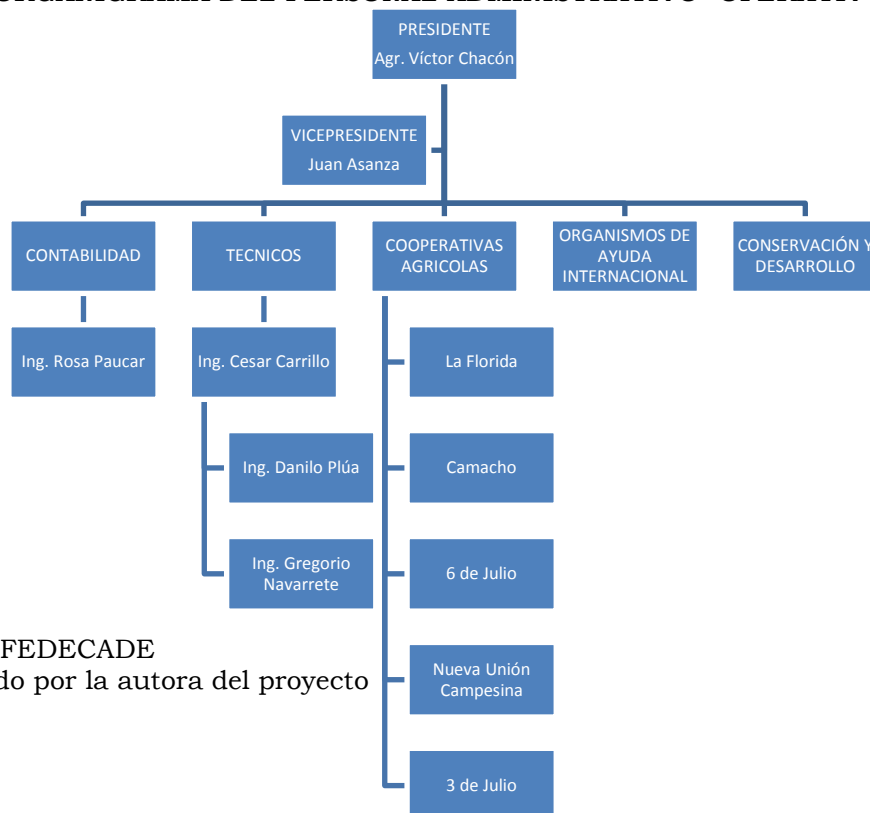 PRESIDENTE
Agr. Víctor Chacón
VICEPRESIDENTE
Juan Asanza
CONTABILIDAD
TECNICOS
COOPERATIVAS
AGRICOLAS
ORGANISMOS DE
AYUDA
INTERNACIONAL
CONSERVACIÓN Y
DESARROLLO
Ing. Rosa Paucar
Ing. Cesar Carrillo
La Florida
Ing. Danilo Plúa
Camacho
Ing. Gregorio
Navarrete
6 de Julio
FEDECADE
do por la autora del proyecto
Nueva Unión
Campesina
3 de Julio